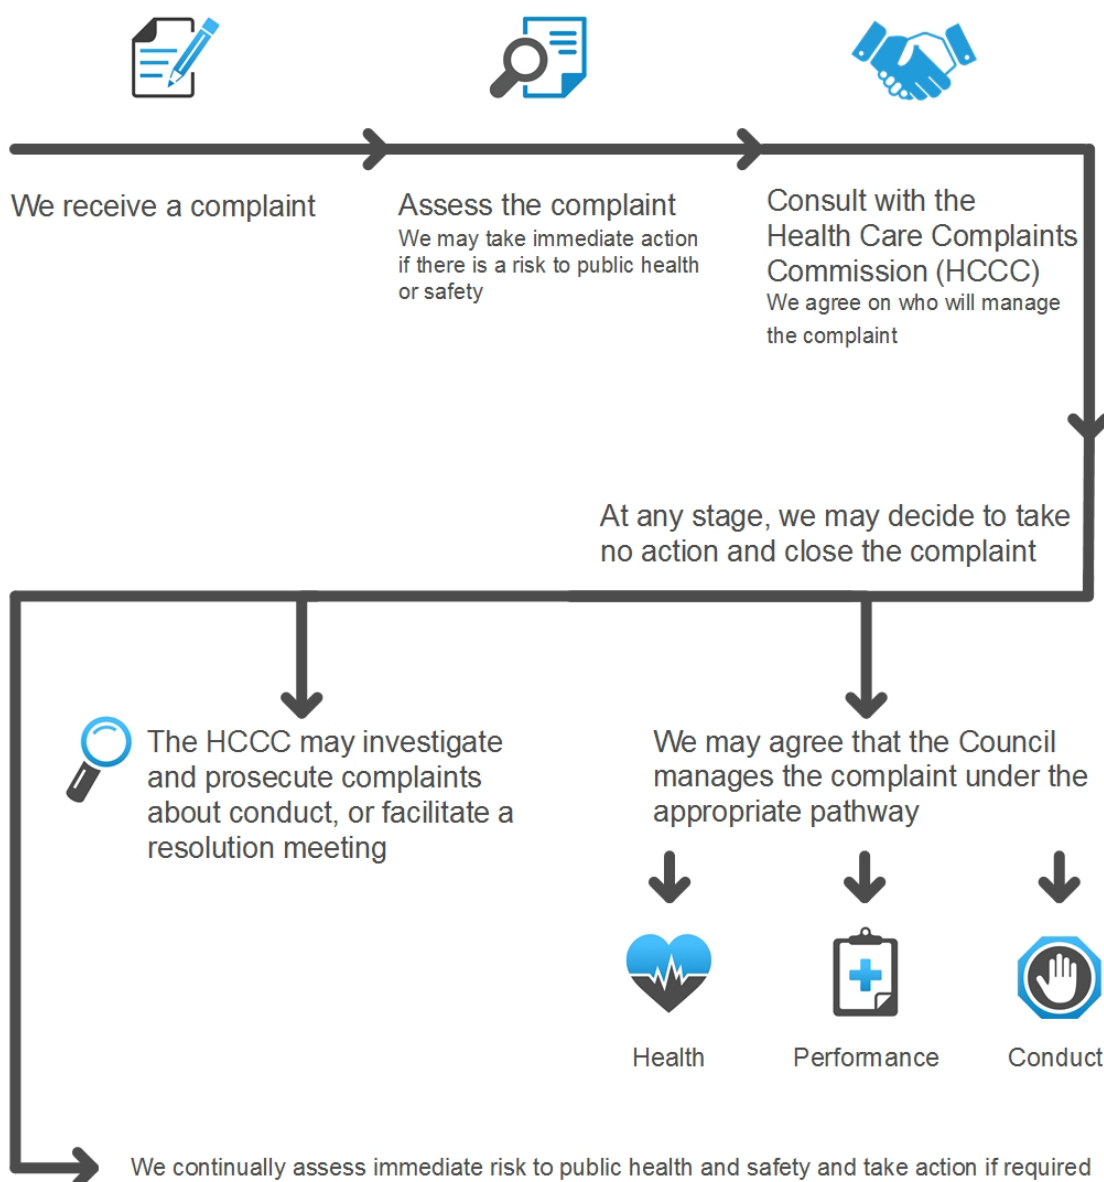 We receive a complaint
Assess the complaint
We may take immediate action
if there is a risk to public health
or safety
Consult with the
Health Care Complaints
Commission (HCCC)
We agree on who will manage
the complaint
At any stage, we may decide to take
no action and close the complaint
The HCCC may investigate
and prosecute complaints
about conduct, or facilitate a
resolution meeting
We may agree that the Council
manages the complaint under the
appropriate pathway
Health
Performance
Conduct
We continually assess immediate risk to public health and safety and take action if required